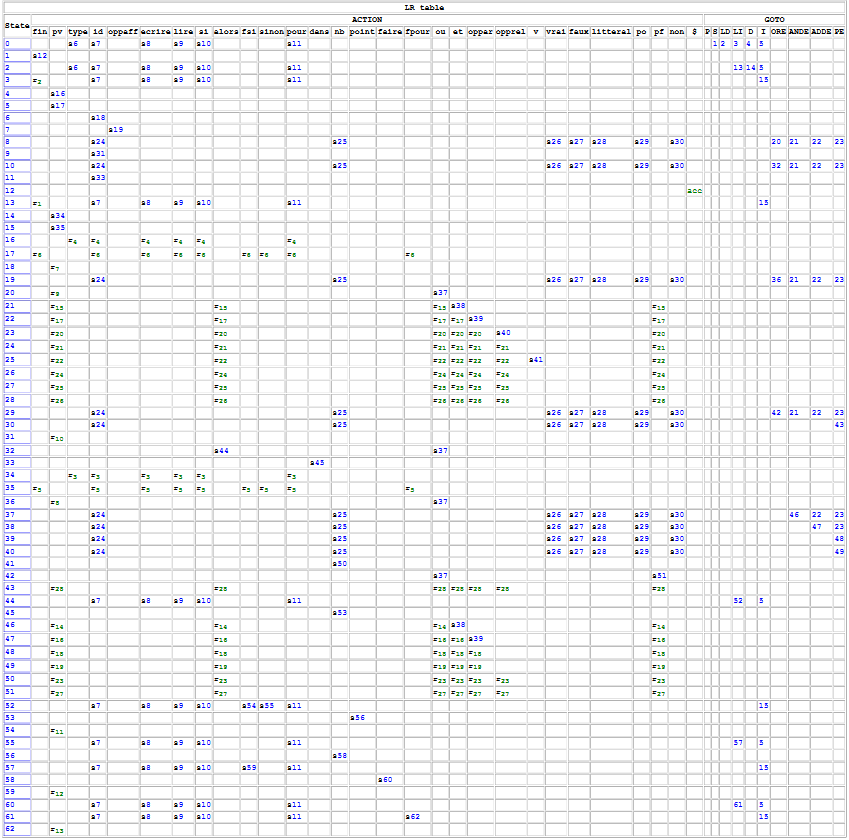 LR table
State ACTION GOTO
fin pv type id oppaff ecrire lire si alors fsi sinon pour dans nb point faire fpour ou et oppar opprel v vrai faux litteral po pf non $ P S LD LI D I ORE ANDE ADDE PE
0 s6 s7 s8 s9 s10 s11 1 2 3 4 5
1 s12
2 s6 s7 s8 s9 s10 s11 13 14 5
3 r2 s7 s8 s9 s10 s11 15
4 s16
5 s17
6 s18
7 s19
8 s24 s25 s26 s27 s28 s29 s30 20 21 22 23
9 s31
10 s24 s25 s26 s27 s28 s29 s30 32 21 22 23
11 s33
12 acc
13 r1 s7 s8 s9 s10 s11 15
14 s34
15 s35
16 r4 r4 r4 r4 r4 r4
17 r6 r6 r6 r6 r6 r6 r6 r6 r6
18 r7
19 s24 s25 s26 s27 s28 s29 s30 36 21 22 23
20 r9 s37
21 r15 r15 r15 s38 r15
22 r17 r17 r17 r17 s39 r17
23 r20 r20 r20 r20 r20 s40 r20
24 r21 r21 r21 r21 r21 r21 r21
25 r22 r22 r22 r22 r22 r22 s41 r22
26 r24 r24 r24 r24 r24 r24 r24
27 r25 r25 r25 r25 r25 r25 r25
28 r26 r26 r26 r26 r26 r26 r26
29 s24 s25 s26 s27 s28 s29 s30 42 21 22 23
30 s24 s25 s26 s27 s28 s29 s30 43
31 r10
32 s44 s37
33 s45
34 r3 r3 r3 r3 r3 r3
35 r5 r5 r5 r5 r5 r5 r5 r5 r5
36 r8 s37
37 s24 s25 s26 s27 s28 s29 s30 46 22 23
38 s24 s25 s26 s27 s28 s29 s30 47 23
39 s24 s25 s26 s27 s28 s29 s30 48
40 s24 s25 s26 s27 s28 s29 s30 49
41 s50
42 s37 s51
43 r28 r28 r28 r28 r28 r28 r28
44 s7 s8 s9 s10 s11 52 5
45 s53
46 r14 r14 r14 s38 r14
47 r16 r16 r16 r16 s39 r16
48 r18 r18 r18 r18 r18 r18
49 r19 r19 r19 r19 r19 r19
50 r23 r23 r23 r23 r23 r23 r23
51 r27 r27 r27 r27 r27 r27 r27
52 s7 s8 s9 s10 s54 s55 s11 15
53 s56
54 r11
55 s7 s8 s9 s10 s11 57 5
56 s58
57 s7 s8 s9 s10 s59 s11 15
58 s60
59 r12
60 s7 s8 s9 s10 s11 61 5
61 s7 s8 s9 s10 s11 s62 15
62 r13